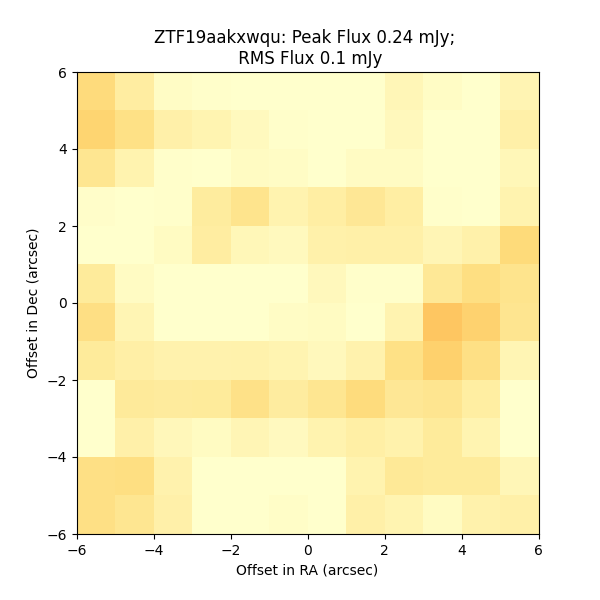 ZTF19aakxwqu: Peak Flux 0.24 mJy;
RMS Flux 0.1 mJy
6
4
2
0
−2
−4
−6
Offset in Dec (arcsec)
−6 −4 −2 0 2 4 6
Offset in RA (arcsec)